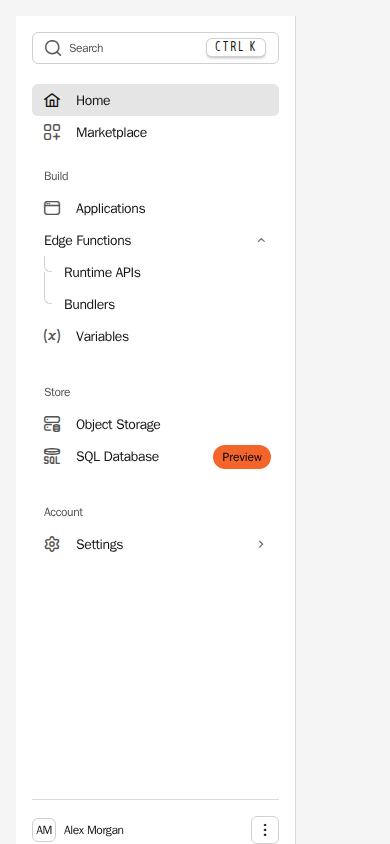 Search CTRL K
Home
Marketplace
Build
Applications
Edge Functions
Runtime APIs
Bundlers
(x) Variables
Store
Object Storage
SQL SQL Database Preview
Account
Settings
AM Alex Morgan